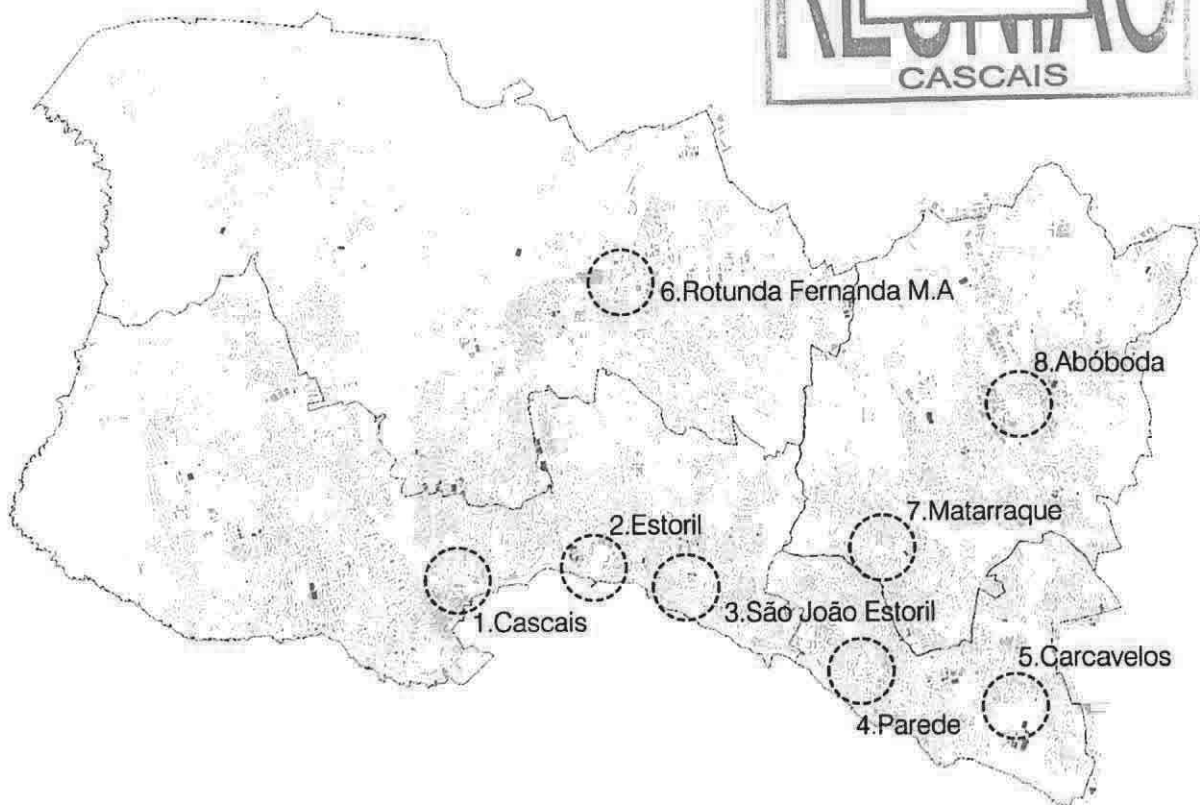 CASCAIS
6.Rotunda Fernanda M.A
8.Abóboda
7.Matarraque
2.Estoril
1.Cascais
3.São João Estoril
5.Carcavelos
4.Parede